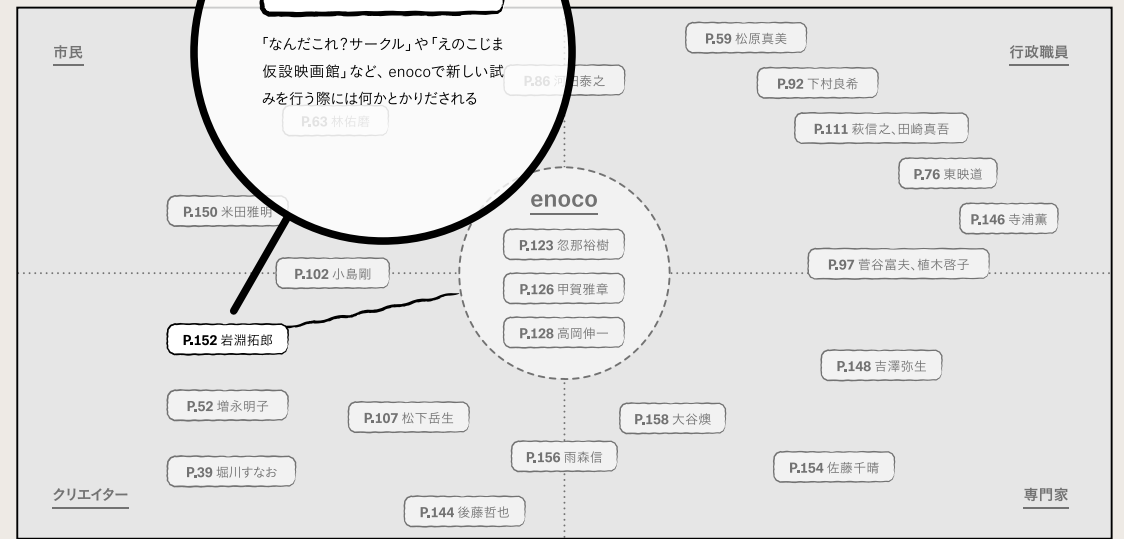 市民
「なんだこれ？サークル」や「えのこじま
仮設映画館」など、enocoで新しい試
みを行う際には何かとかりだされる
行政職員
P.59 松原真美
P.86 河田泰之
P.92 下村良希
P.63 林佑磨
P.111 萩信之、田崎真吾
P.76 東映道
P.150 米田雅明
P.146 寺浦薫
enoco
P.123 忽那裕樹
P.126 甲賀雅章
P.128 高岡伸一
P.102 小島剛
P.97 菅谷富夫、植木啓子
P.152 岩淵拓郎
P.148 吉澤弥生
P.52 増永明子
P.107 松下岳生
P.158 大谷燠
P.156 雨森信
P.39 堀川すなお
P.154 佐藤千晴
クリエイター
P.144 後藤哲也
専門家